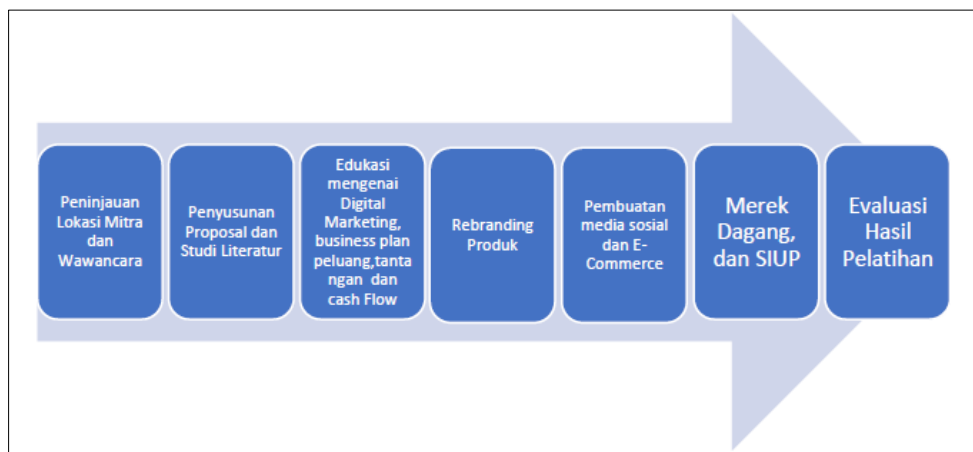 Peninjauan
Lokasi Mitra
dan
Wawancara
Penyusunan
Proposal dan
Studi Literatur
Edukasi
mengenai
Digital
Marketing,
business plan
peluang,tanta
ngan dan
cash Flow
Rebranding
Produk
Pembuatan
media sosial
dan E-
Commerce
Merek
Dagang,
dan SIUP
Evaluasi
Hasil
Pelatihan